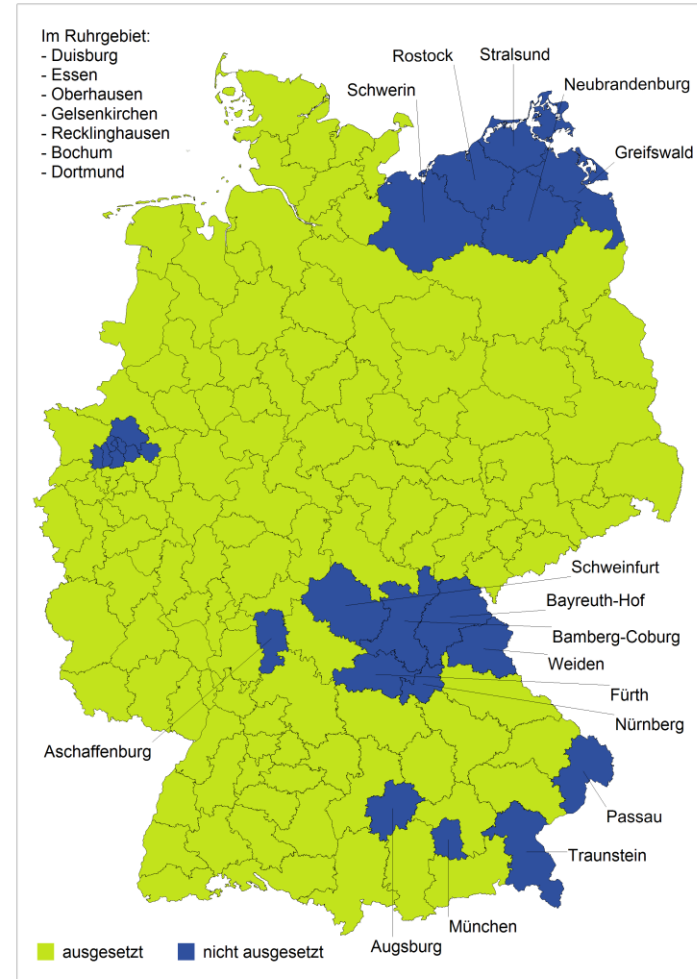 Im Ruhrgebiet:
- Duisburg
- Essen
- Oberhausen
- Gelsenkirchen
- Recklinghausen
- Bochum
- Dortmund
Rostock
Stralsund
Schwerin
Neubrandenburg
Greifswald
Schweinfurt
Bayreuth-Hof
Bamberg-Coburg
Weiden
Fürth
Nürnberg
Aschaffenburg
Passau
Traunstein
München
Augsburg
ausgesetzt
nicht ausgesetzt